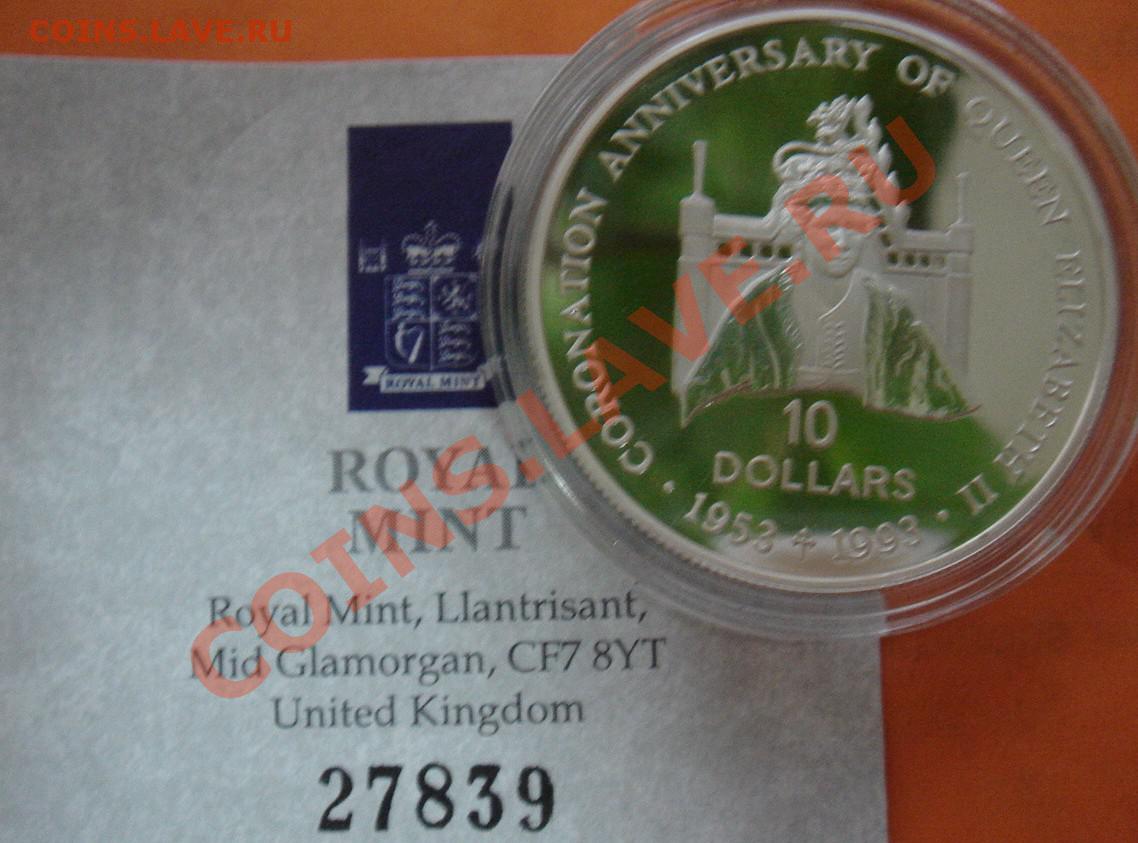 COINS.LAVE.RU
CORONATION ANNIVERSARY OF QUEEN ELIZABETH II
10
DOLLARS
· 1953 + 1993 ·
ROYAL MINT
ROYAL
MINT
Royal Mint, Llantrisant,
Mid Glamorgan, CF7 8YT
United Kingdom
27839
COINS.LAVE.RU